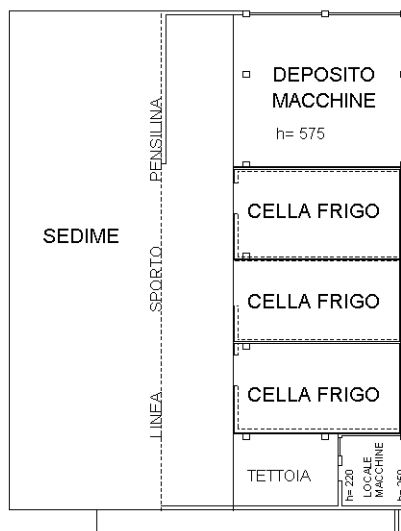 DEPOSITO
MACCHINE
h= 575
LINEA SPORTO PENSILINA
SEDIME
CELLA FRIGO
CELLA FRIGO
CELLA FRIGO
TETTOIA
h= 220
LOCALE
MACCHINE